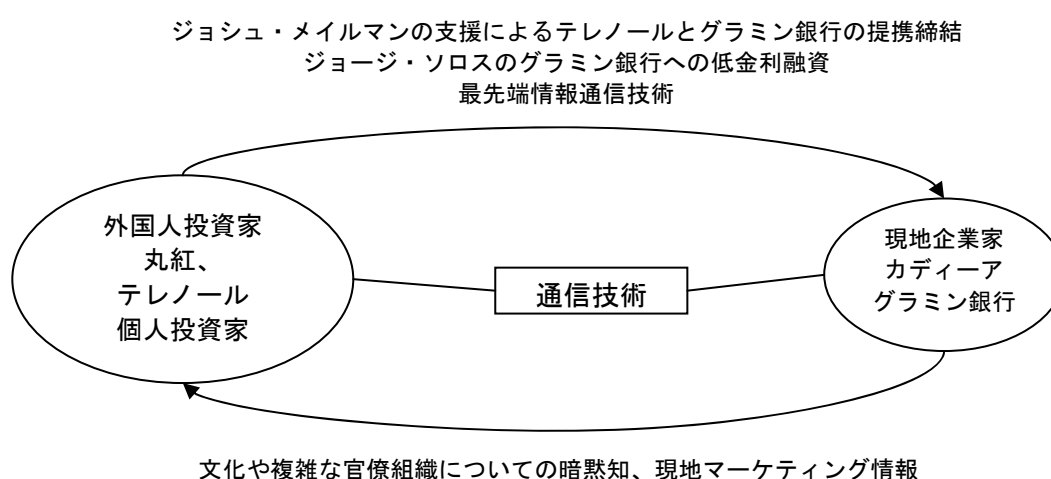 ジョシュ・メイルマンの支援によるテレノールとグラミン銀行の提携締結
ジョージ・ソロスのグラミン銀行への低金利融資
最先端情報通信技術
外国人投資家
丸紅、
テレノール
個人投資家
通信技術
現地企業家
カディーア
グラミン銀行
文化や複雑な官僚組織についての暗黙知、現地マーケティング情報